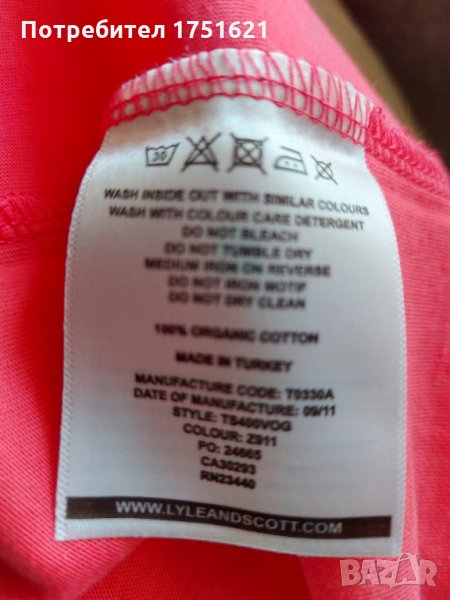 Потребител 1751621
30
WASH INSIDE OUT WITH SIMILAR COLOURS
WASH WITH COLOUR CARE DETERGENT
DO NOT BLEACH
DO NOT TUMBLE DRY
MEDIUM IRON ON REVERSE
DO NOT IRON MOTIF
DO NOT DRY CLEAN
100% ORGANIC COTTON
MADE IN TURKEY
MANUFACTURE CODE: T0330A
DATE OF MANUFACTURE: 09/11
STYLE: TS400VOG
COLOUR: Z911
PO: 24665
CA30293
RN23440
WWW.LYLEANDSCOTT.COM
BAZAR